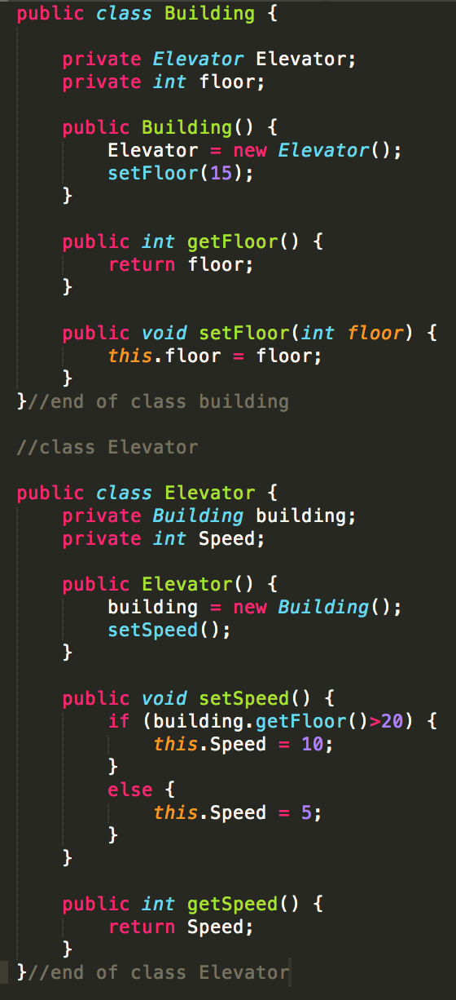 public class Building {
private Elevator Elevator;
private int floor;
public Building() {
Elevator = new Elevator();
setFloor(15);
}
public int getFloor() {
return floor;
}
public void setFloor(int floor) {
this.floor = floor;
}
}//end of class building
//class Elevator
public class Elevator {
private Building building;
private int Speed;
public Elevator() {
building = new Building();
setSpeed();
}
public void setSpeed() {
if (building.getFloor()>20) {
this.Speed = 10;
}
else {
this.Speed = 5;
}
}
public int getSpeed() {
return Speed;
}
}//end of class Elevator